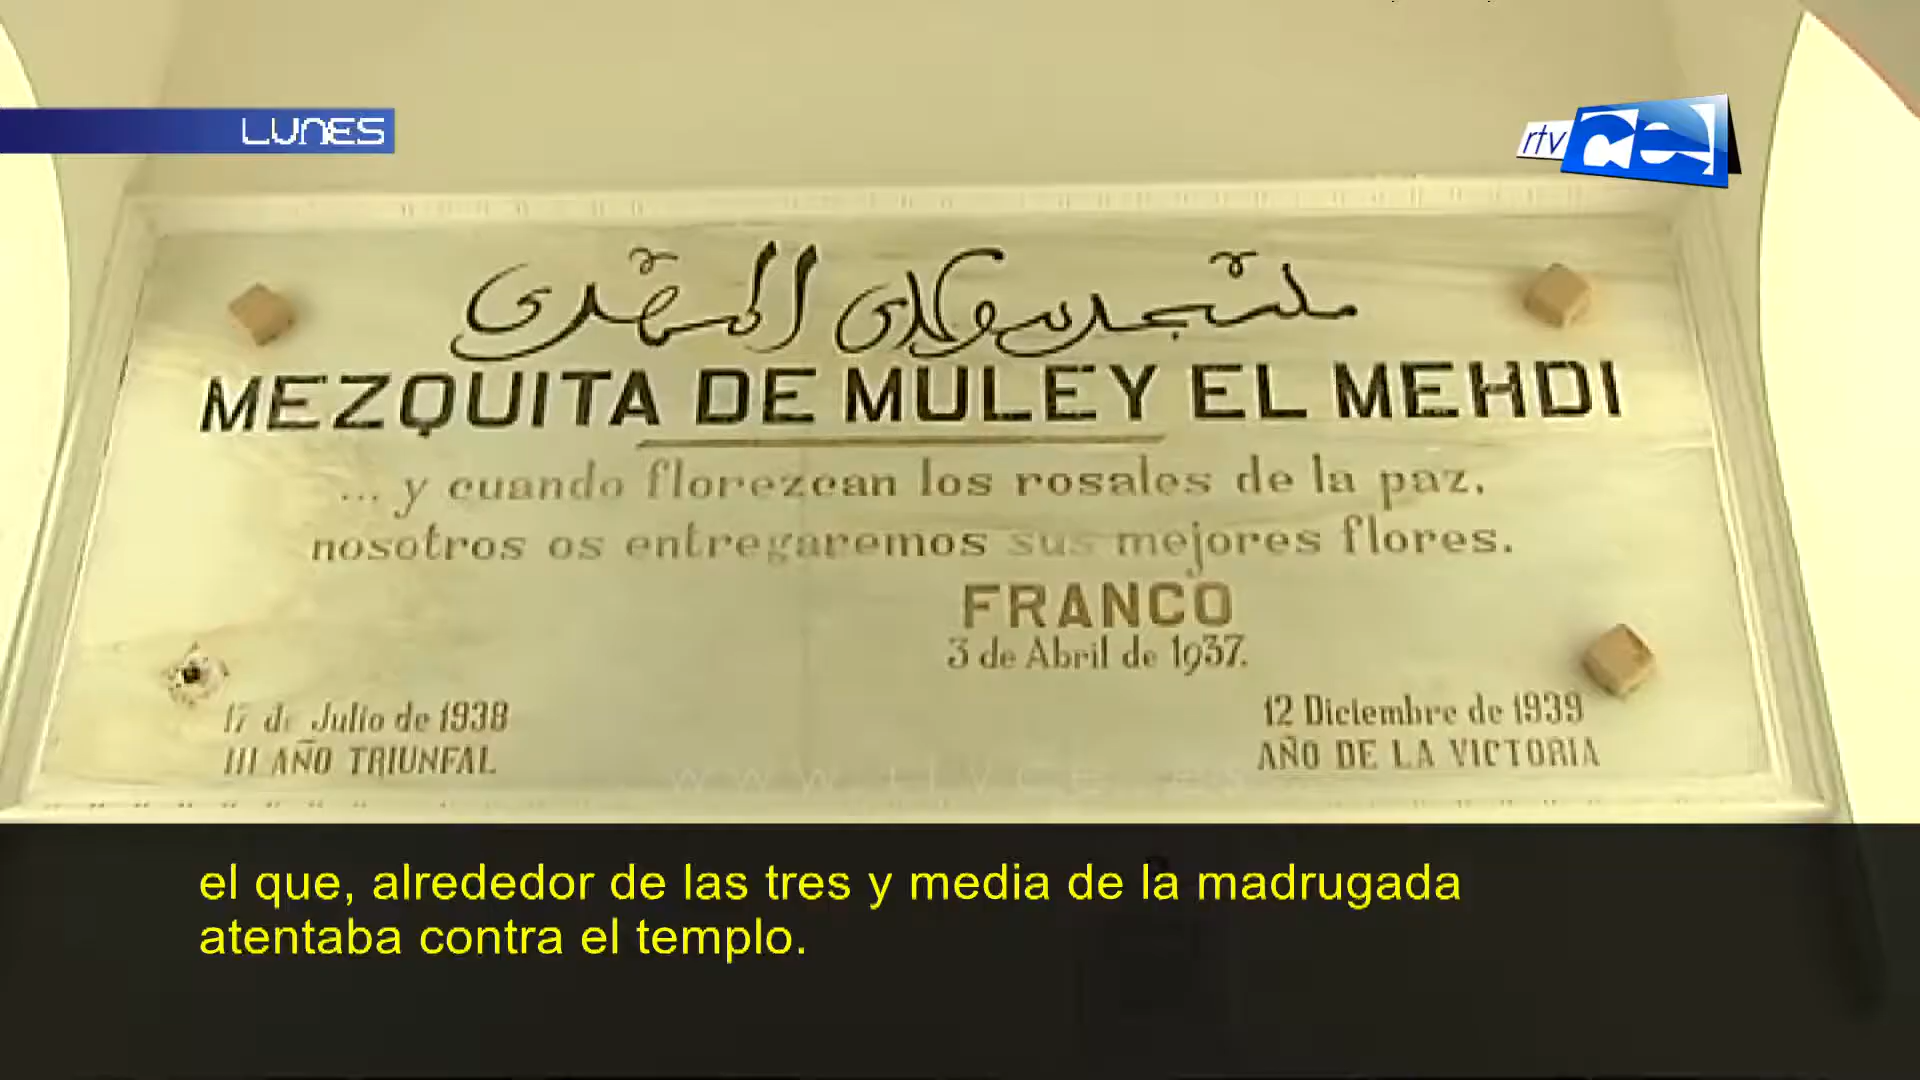 LUNES
rtv ce
مسجد مولاي المهدي
MEZQUITA DE MULEY EL MEHDI
... y cuando florezcan los rosales de la paz,
nosotros os entregaremos sus mejores flores.
FRANCO
3 de Abril de 1937.
17 de Julio de 1938
III AÑO TRIUNFAL
12 Diciembre de 1939
AÑO DE LA VICTORIA
www.rtvce.es
el que, alrededor de las tres y media de la madrugada
atentaba contra el templo.